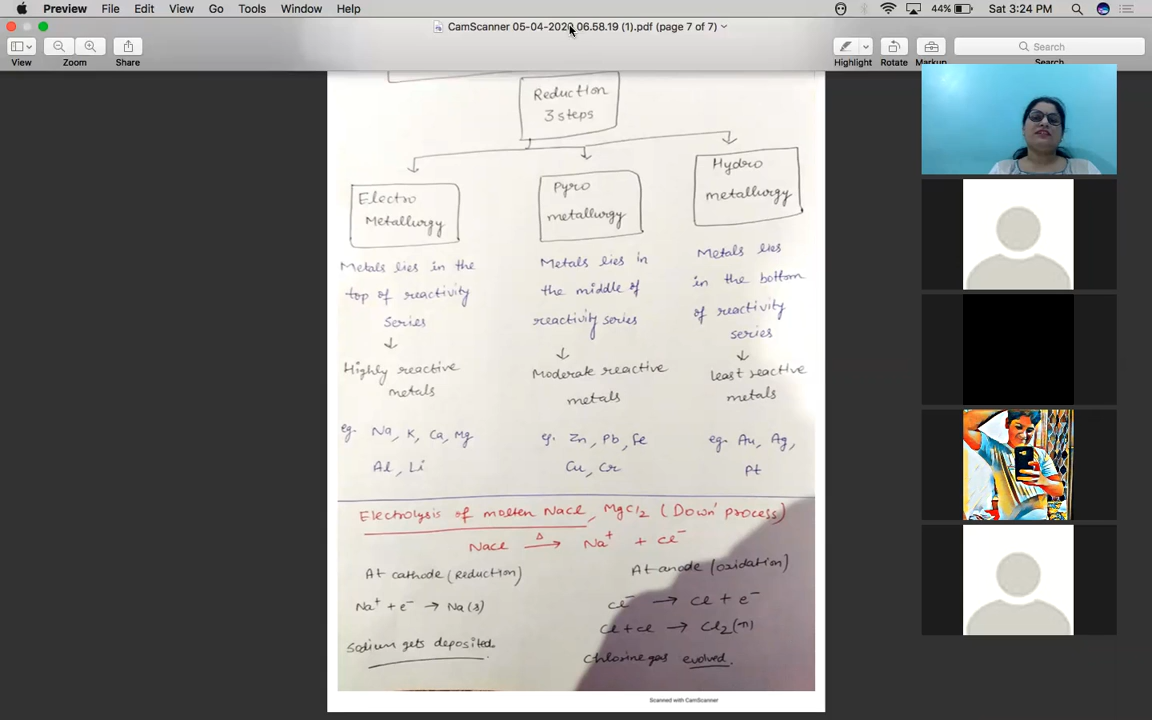 Preview File Edit View Go Tools Window Help 44% Sat 3:24 PM
CamScanner 05-04-2020 06.58.19 (1).pdf (page 7 of 7)
Search
View Zoom Share Highlight Rotate Markup Search
Reduction
3 steps
Electro
Metallurgy
Metals lies in the
top of reactivity
Series
↓
Highly reactive
metals
eg. Na, K, Ca, Mg
Al, Li
Pyro
metallurgy
Metals lies in
the middle of
reactivity series
↓
Moderate reactive
metals
eg. Zn, Pb, Fe
Cu, Cr
Hydro
metallurgy
Metals lies
in the bottom
of reactivity
series
↓
Least reactive
metals
eg. Au, Ag,
Pt
Electrolysis of molten NaCl, MgCl2 (Down' process)
NaCl —Δ→ Na⁺ + Cl⁻
At cathode (Reduction)
Na⁺ + e⁻ → Na(s)
Sodium gets deposited.
At anode (oxidation)
Cl⁻ → Cl + e⁻
Cl + Cl → Cl₂(↑)
Chlorine gas evolved.
Scanned with CamScanner